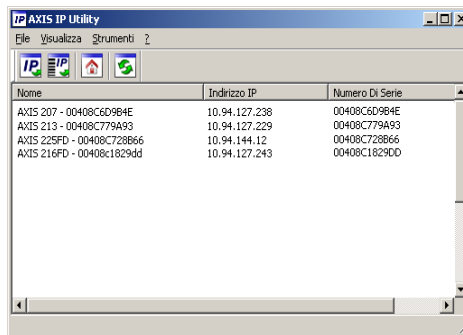 IP AXIS IP Utility
File Visualizza Strumenti ?
IP IP
Nome Indirizzo IP Numero Di Serie
AXIS 207 - 00408C6D9B4E 10.94.127.238 00408C6D9B4E
AXIS 213 - 00408C779A93 10.94.127.229 00408C779A93
AXIS 225FD - 00408C728B66 10.94.144.12 00408C728B66
AXIS 216FD - 00408c1829dd 10.94.127.243 00408C1829DD